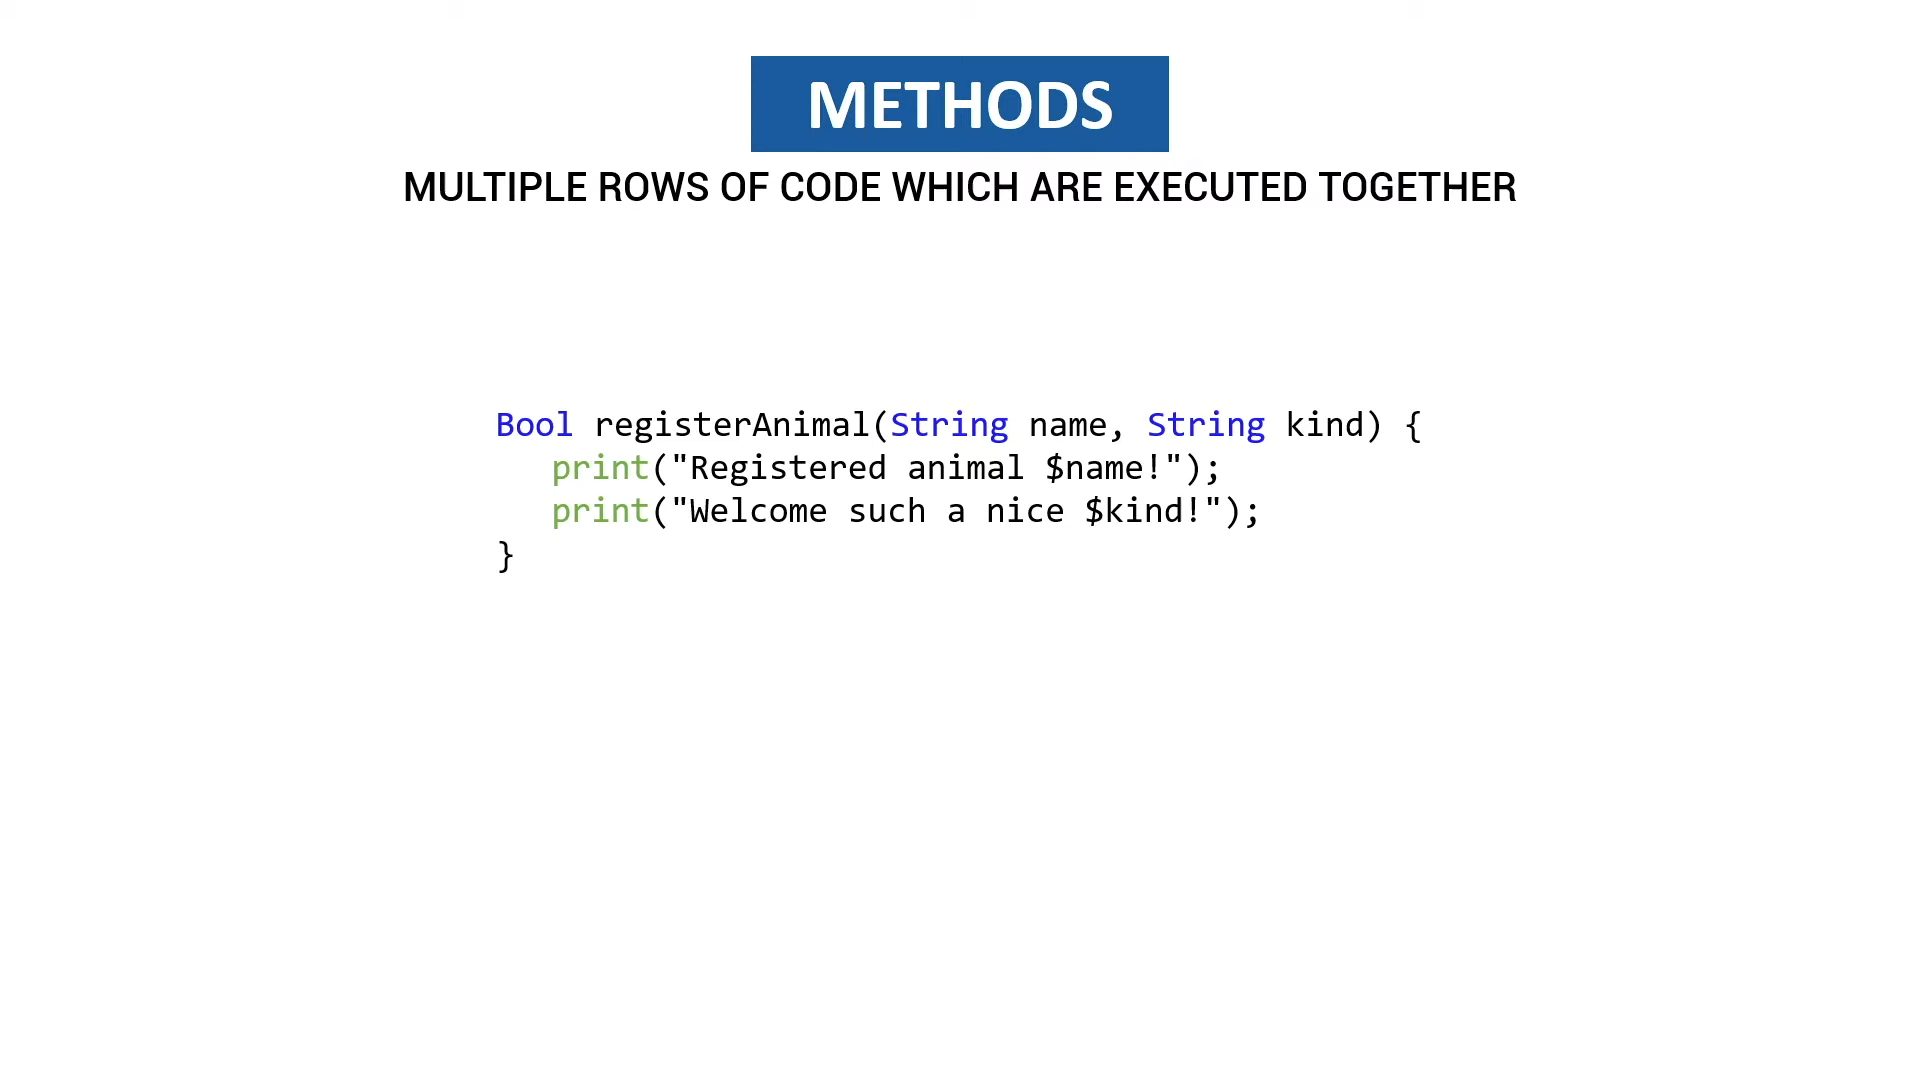 METHODS
MULTIPLE ROWS OF CODE WHICH ARE EXECUTED TOGETHER
Bool registerAnimal(String name, String kind) {
print("Registered animal $name!");
print("Welcome such a nice $kind!");
}